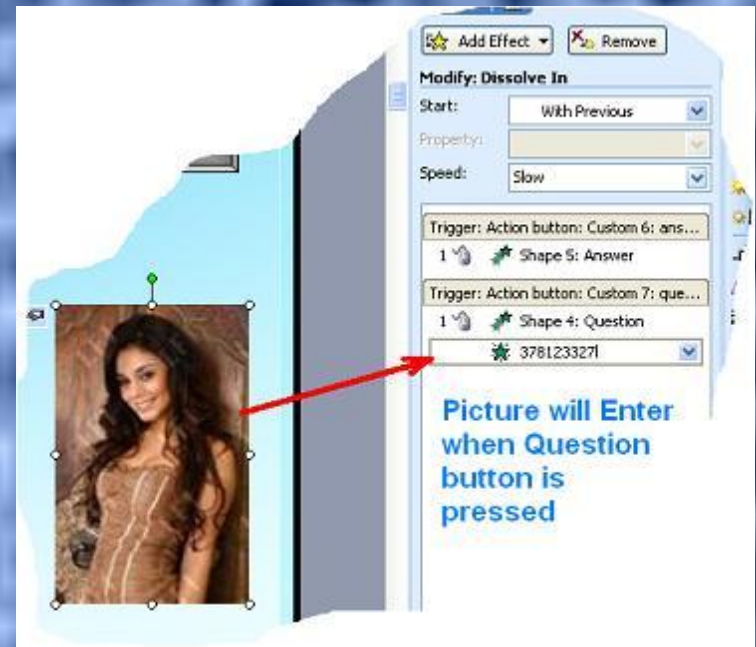 Add Effect
Remove
Modify: Dissolve In
Start:
With Previous
Property:
Speed:
Slow
Trigger: Action button: Custom 6: ans...
1 Shape 5: Answer
Trigger: Action button: Custom 7: que...
1 Shape 4: Question
378123327l
Picture will Enter
when Question
button is
pressed